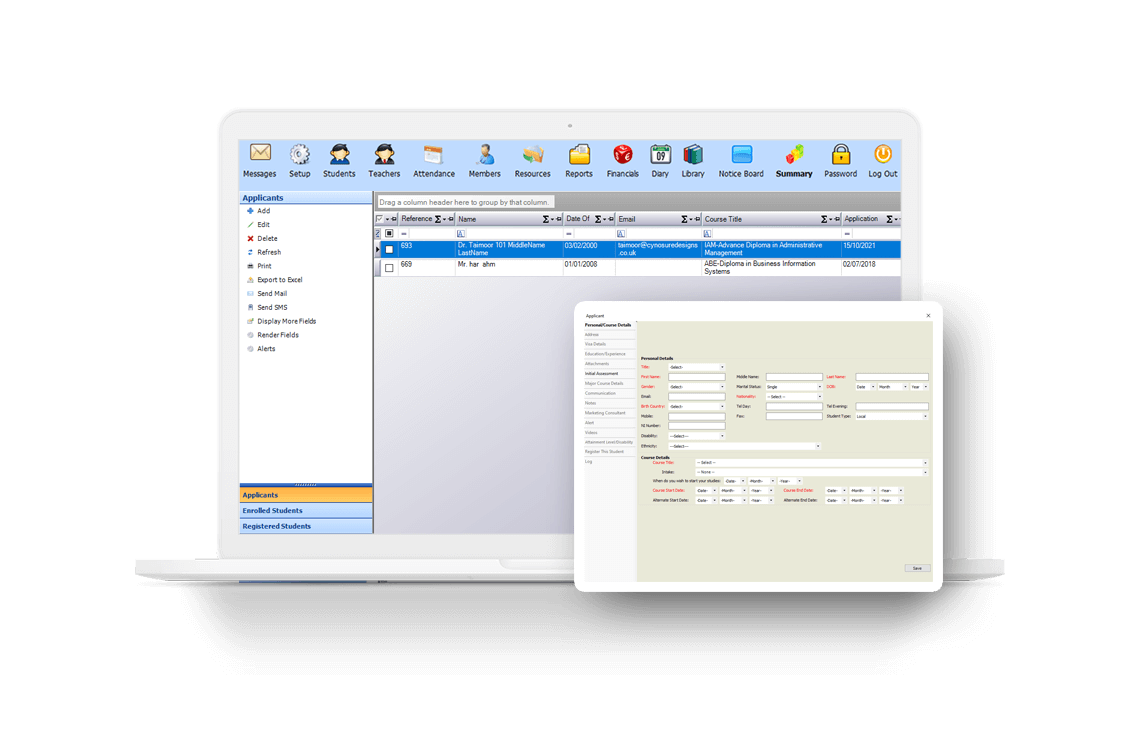 Messages Setup Students Teachers Attendance Members Resources Reports Financials Diary Library Notice Board Summary Password Log Out
Applicants
Add
Edit
Delete
Refresh
Print
Export to Excel
Send Mail
Send SMS
Display More Fields
Render Fields
Alerts
Applicants
Enrolled Students
Registered Students
Drag a column header here to group by that column.
Reference Σ Name Σ Date Of Σ Email Σ Course Title Σ Application Σ
693 Dr. Taimoor 101 MiddleName 03/02/2000 taimoor@cynosuredesigns IAM-Advance Diploma in Administrative 15/10/2021
LastName .co.uk Management
669 Mr. har ahm 01/01/2008 ABE-Diploma in Business Information 02/07/2018
Systems
Applicant
Personal/Course Details
Address
Visa Details
Education/Experience
Attachments
Initial Assessment
Major Course Details
Communication
Notes
Marketing Consultant
Alert
Videos
Attainment Level/Disability
Register This Student
Log
Personal Details
Title: -Select-
First Name: Middle Name: Last Name:
Gender: -Select- Marital Status: Single DOB: Date Month Year
Email: Nationality: -- Select --
Birth Country: -Select- Tel Day: Tel Evening:
Mobile: Fax: Student Type: Local
NI Number:
Disability: ---Select---
Ethnicity: ---Select---
Course Details
Course Title: -- Select --
Intake: -- None --
When do you wish to start your studies: -Date- -Month- -Year-
Course Start Date: -Date- -Month- -Year- Course End Date: -Date- -Month- -Year-
Alternate Start Date: -Date- -Month- -Year- Alternate End Date: -Date- -Month- -Year-
Save